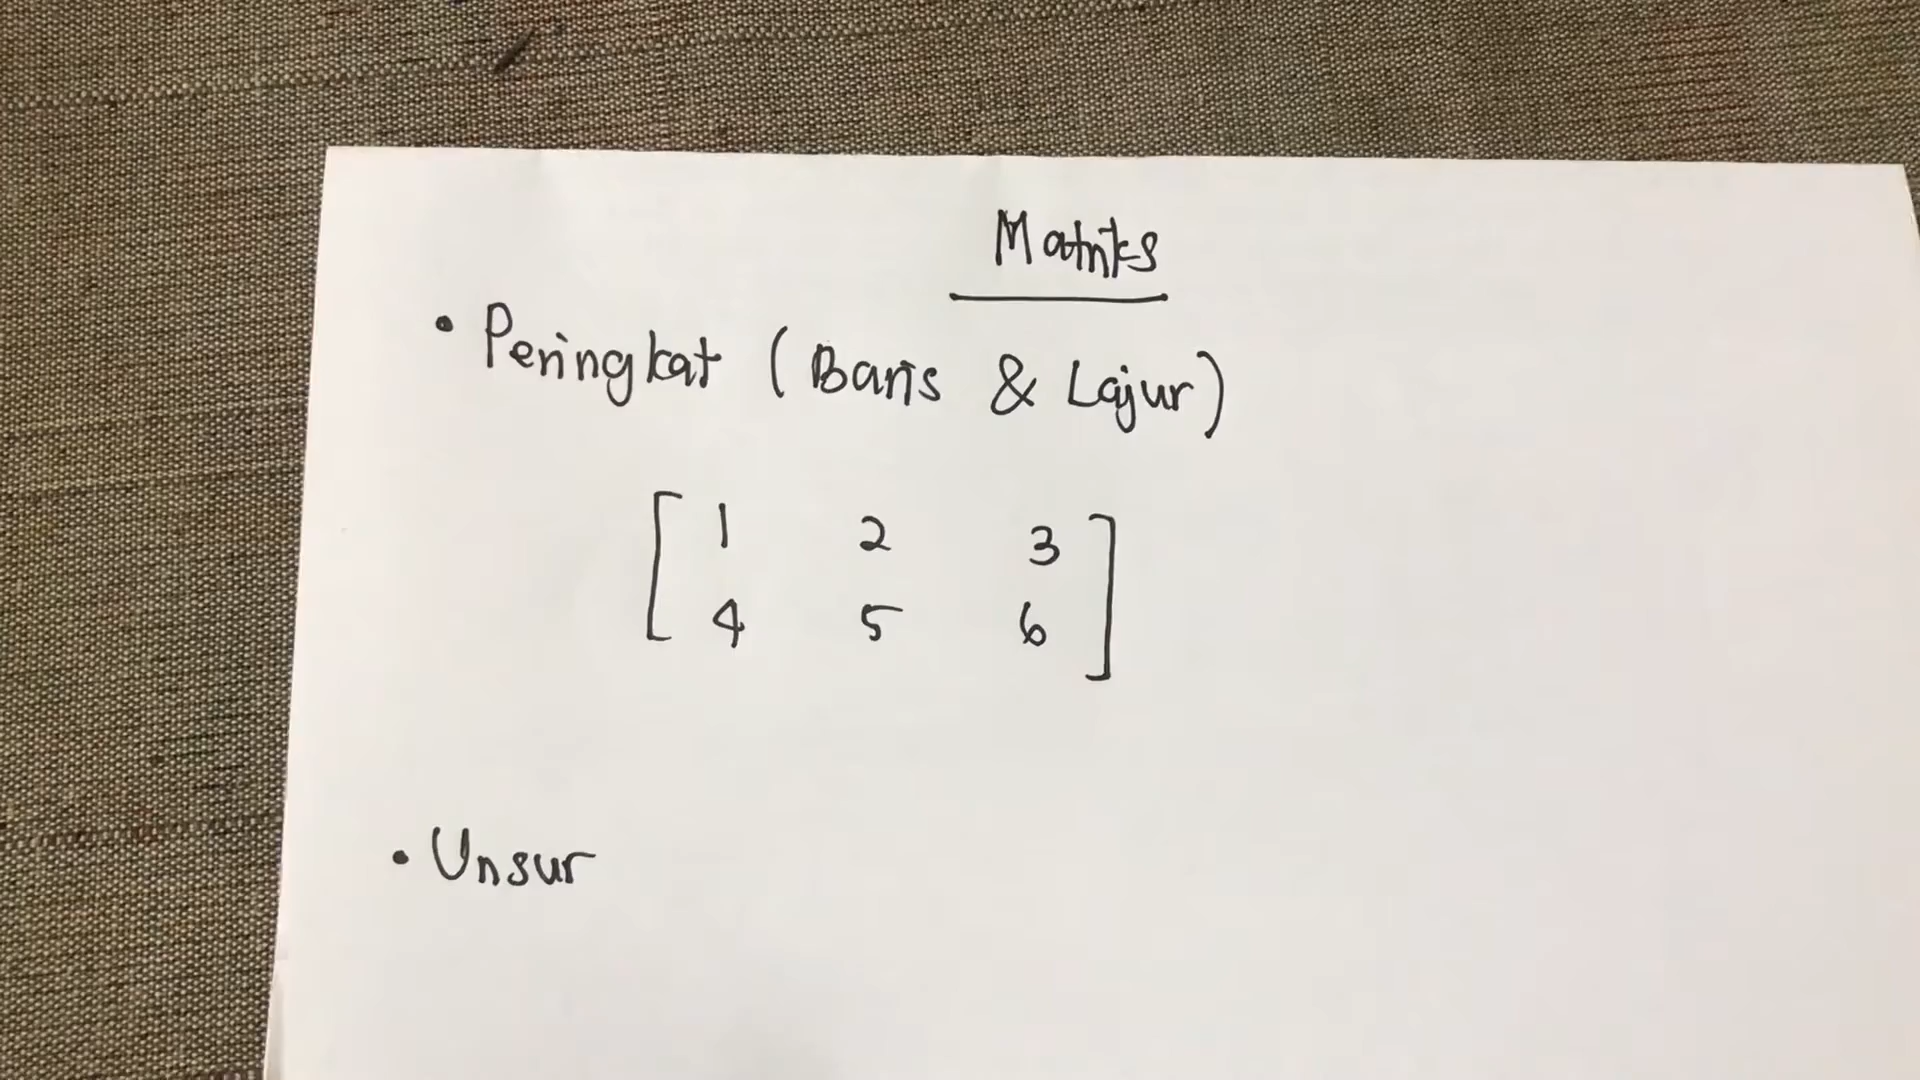 Matriks
• Peringkat (Baris & Lajur)
[ 1 2 3 ]
[ 4 5 6 ]
• Unsur